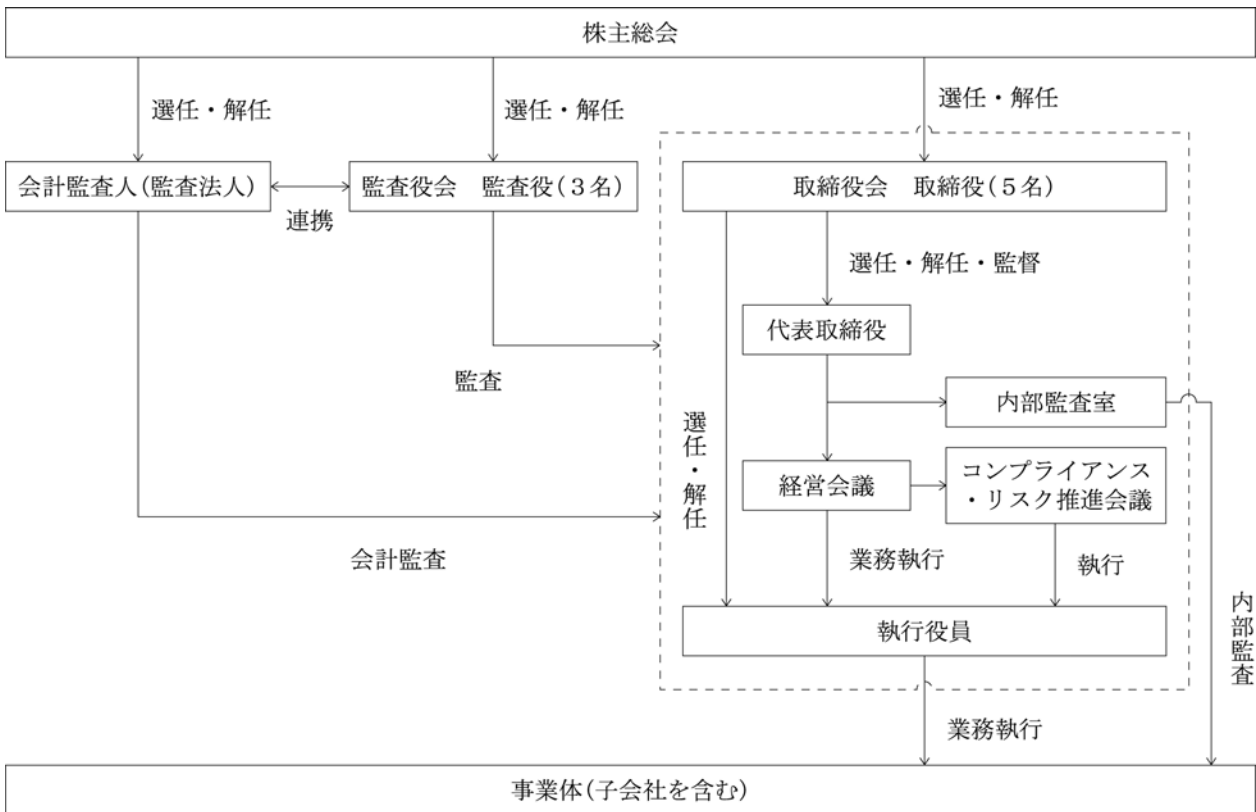 株主総会
選任・解任
選任・解任
選任・解任
会計監査人(監査法人)
連携
監査役会　監査役(３名)
取締役会　取締役(５名)
選任・解任・監督
代表取締役
監査
内部監査室
選任・解任
経営会議
コンプライアンス
・リスク推進会議
会計監査
業務執行
執行
執行役員
内部監査
業務執行
事業体(子会社を含む)